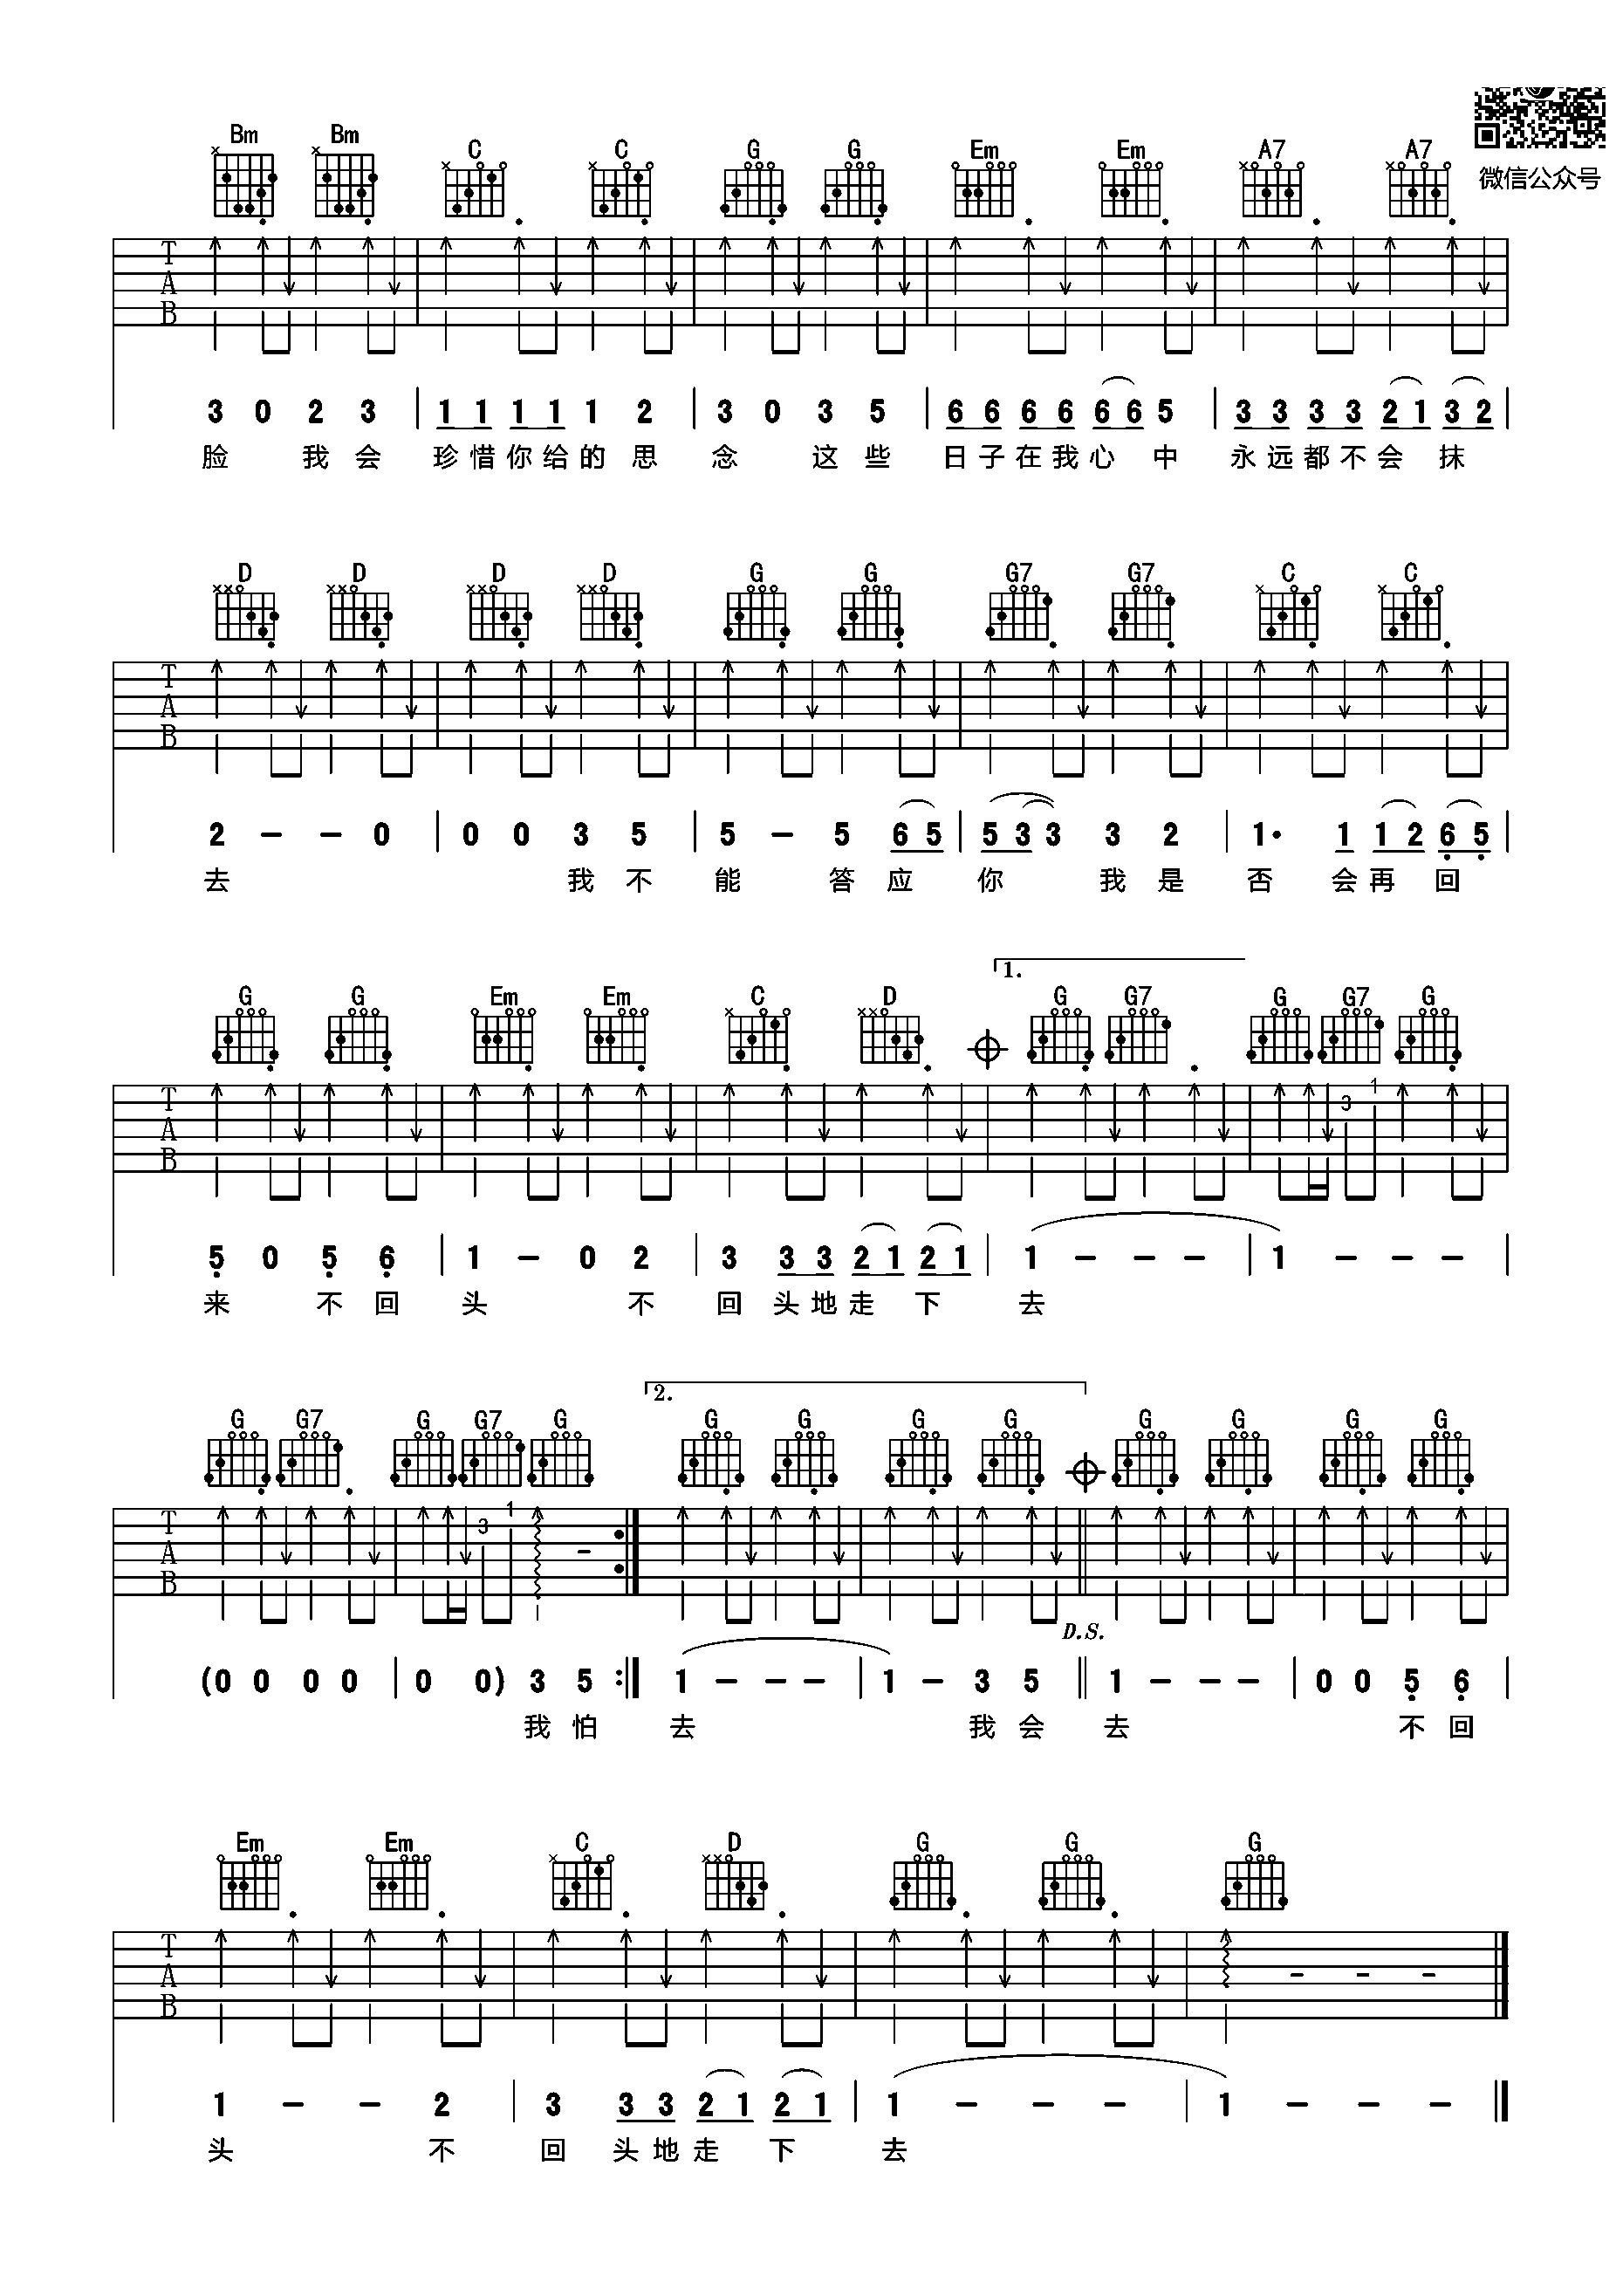 微信公众号
Bm Bm C C G G Em Em A7 A7
T
A
B
3 0 2 3 | 1 1 1 1 1 2 | 3 0 3 5 | 6 6 6 6 6 6 5 | 3 3 3 3 2 1 3 2 |
脸 我 会 珍 惜 你 给 的 思 念 这 些 日 子 在 我 心 中 永 远 都 不 会 抹
D D D D G G G7 G7 C C
T
A
B
2 - - 0 | 0 0 3 5 | 5 - 5 6 5 | 5 3 3 3 2 | 1· 1 1 2 6 5 |
去 我 不 能 答 应 你 我 是 否 会 再 回
1.
G G Em Em C D G G7 G G7 G
T
A
B
3 1
5 0 5 6 | 1 - 0 2 | 3 3 3 2 1 2 1 | 1 - - - | 1 - - - |
来 不 回 头 不 回 头 地 走 下 去
2.
G G7 G G7 G G G G G G G G G
T
A
B
3 1
D.S.
(0 0 0 0 | 0 0) 3 5 :| 1 - - - | 1 - 3 5 || 1 - - - | 0 0 5 6 |
我 怕 去 我 会 去 不 回
Em Em C D G G G
T
A
B
1 - - 2 | 3 3 3 2 1 2 1 | 1 - - - | 1 - - - |
头 不 回 头 地 走 下 去